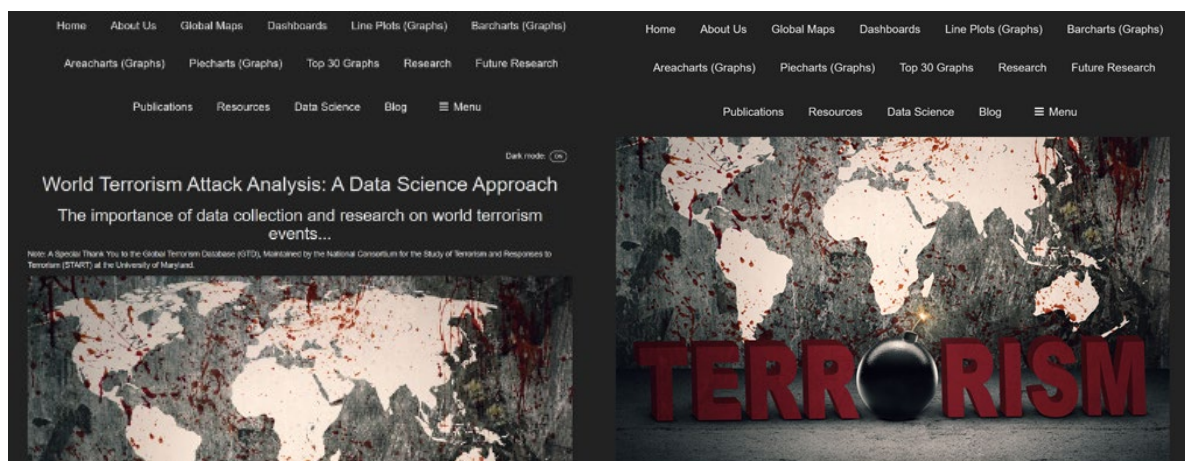 Home About Us Global Maps Dashboards Line Plots (Graphs) Barcharts (Graphs)
Areacharts (Graphs) Piecharts (Graphs) Top 30 Graphs Research Future Research
Publications Resources Data Science Blog ☰ Menu
Dark mode: ON
World Terrorism Attack Analysis: A Data Science Approach
The importance of data collection and research on world terrorism
events...
Note: A Special Thank You to the Global Terrorism Database (GTD), Maintained by the National Consortium for the Study of Terrorism and Responses to
Terrorism (START) at the University of Maryland.
Home About Us Global Maps Dashboards Line Plots (Graphs) Barcharts (Graphs)
Areacharts (Graphs) Piecharts (Graphs) Top 30 Graphs Research Future Research
Publications Resources Data Science Blog ☰ Menu
TERRORISM